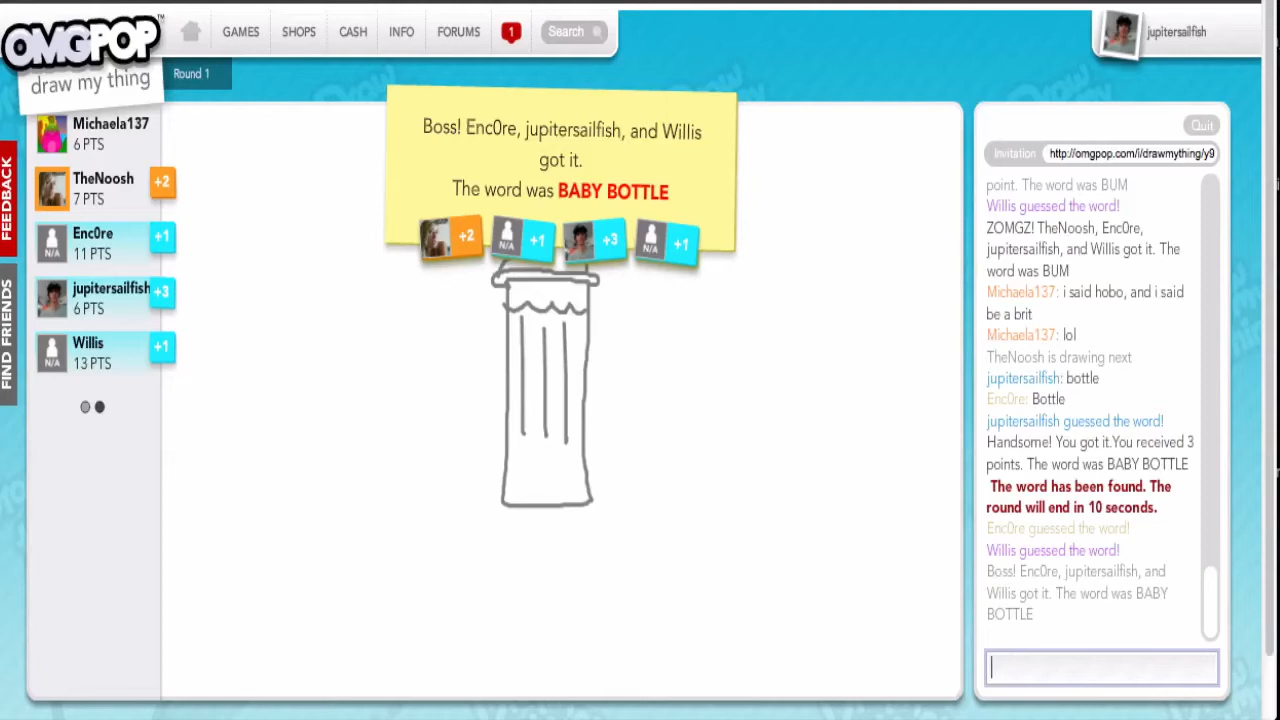 OMGPOP™
draw my thing
GAMES
SHOPS
CASH
INFO
FORUMS
1
Search
jupitersailfish
Round 1
FEEDBACK
FIND FRIENDS
Michaela137
6 PTS
TheNoosh
7 PTS
+2
Enc0re
11 PTS
+1
N/A
jupitersailfish
6 PTS
+3
Willis
13 PTS
+1
N/A
Boss! Enc0re, jupitersailfish, and Willis
got it.
The word was BABY BOTTLE
+2
N/A
+1
+3
N/A
+1
Quit
Invitation
http://omgpop.com/i/drawmything/y9
point. The word was BUM
Willis guessed the word!
ZOMGZ! TheNoosh, Enc0re,
jupitersailfish, and Willis got it. The
word was BUM
Michaela137: i said hobo, and i said
be a brit
Michaela137: lol
TheNoosh is drawing next
jupitersailfish: bottle
Enc0re: Bottle
jupitersailfish guessed the word!
Handsome! You got it.You received 3
points. The word was BABY BOTTLE
The word has been found. The
round will end in 10 seconds.
Enc0re guessed the word!
Willis guessed the word!
Boss! Enc0re, jupitersailfish, and
Willis got it. The word was BABY
BOTTLE